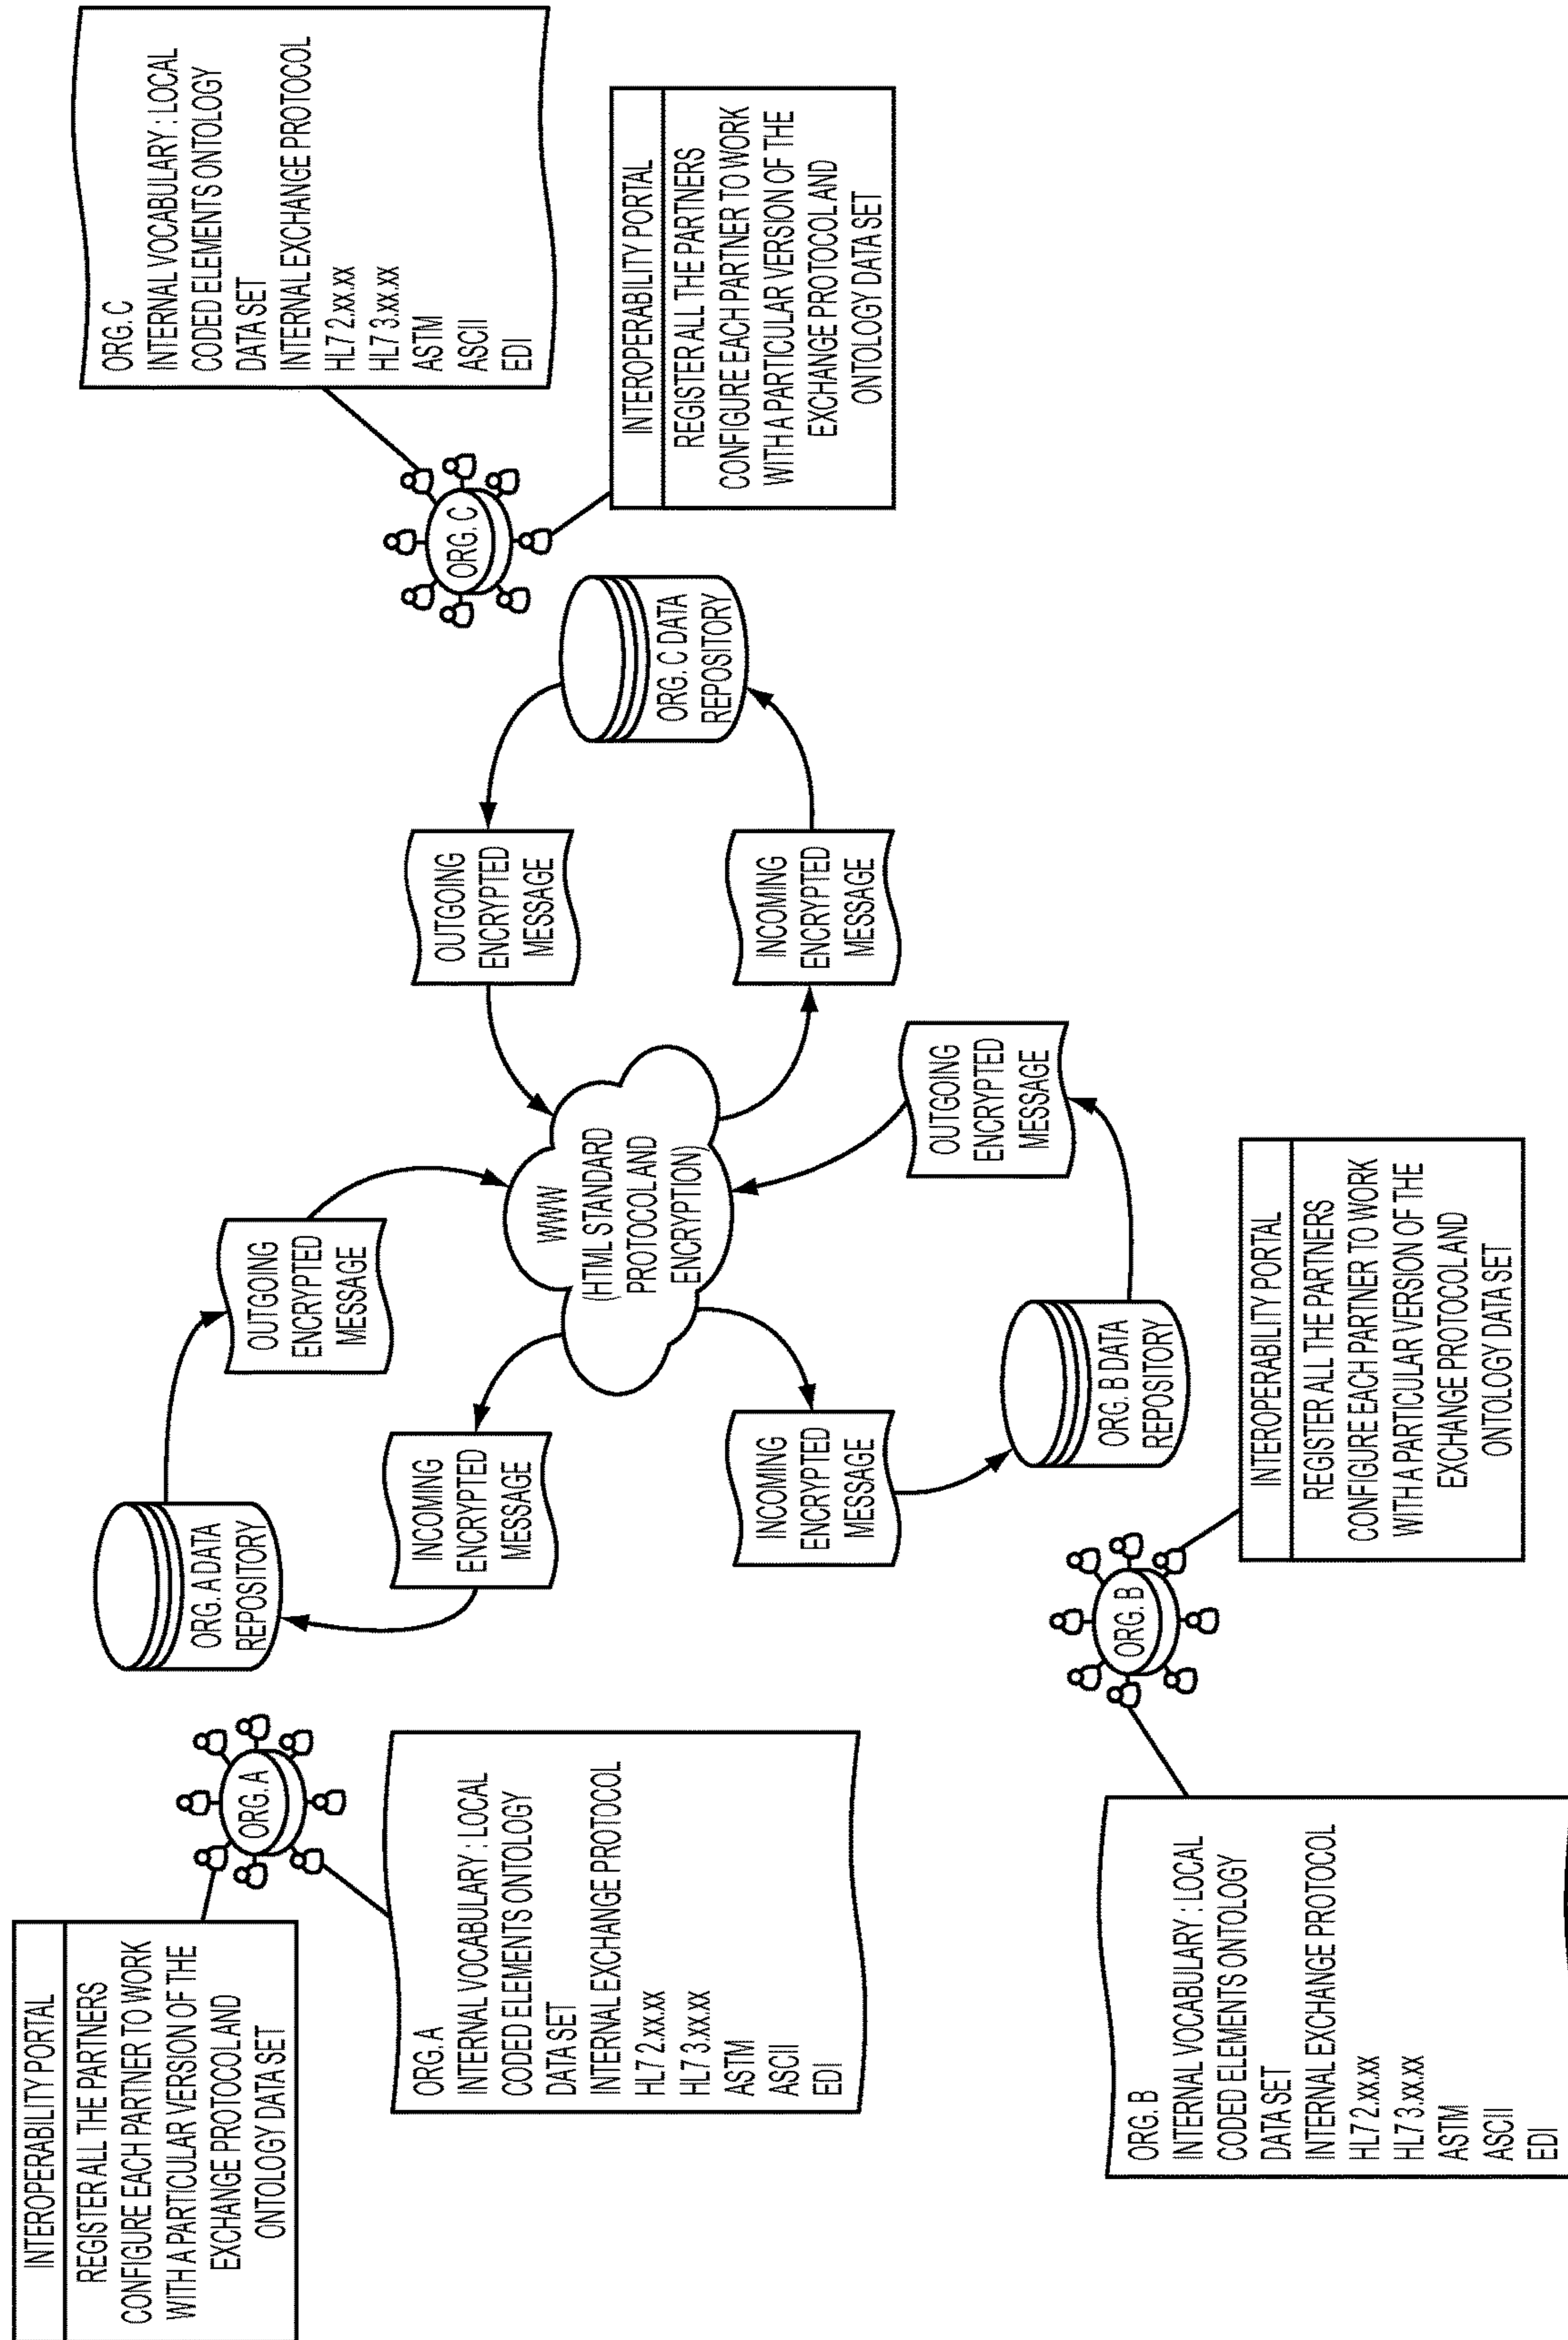 INTEROPERABILITY PORTAL
REGISTER ALL THE PARTNERS
CONFIGURE EACH PARTNER TO WORK
WITH A PARTICULAR VERSION OF THE
EXCHANGE PROTOCOL AND
ONTOLOGY DATA SET
ORG. A
ORG. A
INTERNAL VOCABULARY : LOCAL
CODED ELEMENTS ONTOLOGY
DATA SET
INTERNAL EXCHANGE PROTOCOL
HL7 2.xx.xx
HL7 3.xx.xx
ASTM
ASCII
EDI
ORG. A DATA
REPOSITORY
OUTGOING
ENCRYPTED
MESSAGE
INCOMING
ENCRYPTED
MESSAGE
WWW
(HTML STANDARD
PROTOCOL AND
ENCRYPTION)
OUTGOING
ENCRYPTED
MESSAGE
INCOMING
ENCRYPTED
MESSAGE
ORG. C DATA
REPOSITORY
ORG. C
ORG. C
INTERNAL VOCABULARY : LOCAL
CODED ELEMENTS ONTOLOGY
DATA SET
INTERNAL EXCHANGE PROTOCOL
HL7 2.xx.xx
HL7 3.xx.xx
ASTM
ASCII
EDI
INTEROPERABILITY PORTAL
REGISTER ALL THE PARTNERS
CONFIGURE EACH PARTNER TO WORK
WITH A PARTICULAR VERSION OF THE
EXCHANGE PROTOCOL AND
ONTOLOGY DATA SET
INCOMING
ENCRYPTED
MESSAGE
OUTGOING
ENCRYPTED
MESSAGE
ORG. B DATA
REPOSITORY
ORG. B
ORG. B
INTERNAL VOCABULARY : LOCAL
CODED ELEMENTS ONTOLOGY
DATA SET
INTERNAL EXCHANGE PROTOCOL
HL7 2.xx.xx
HL7 3.xx.xx
ASTM
ASCII
EDI
INTEROPERABILITY PORTAL
REGISTER ALL THE PARTNERS
CONFIGURE EACH PARTNER TO WORK
WITH A PARTICULAR VERSION OF THE
EXCHANGE PROTOCOL AND
ONTOLOGY DATA SET